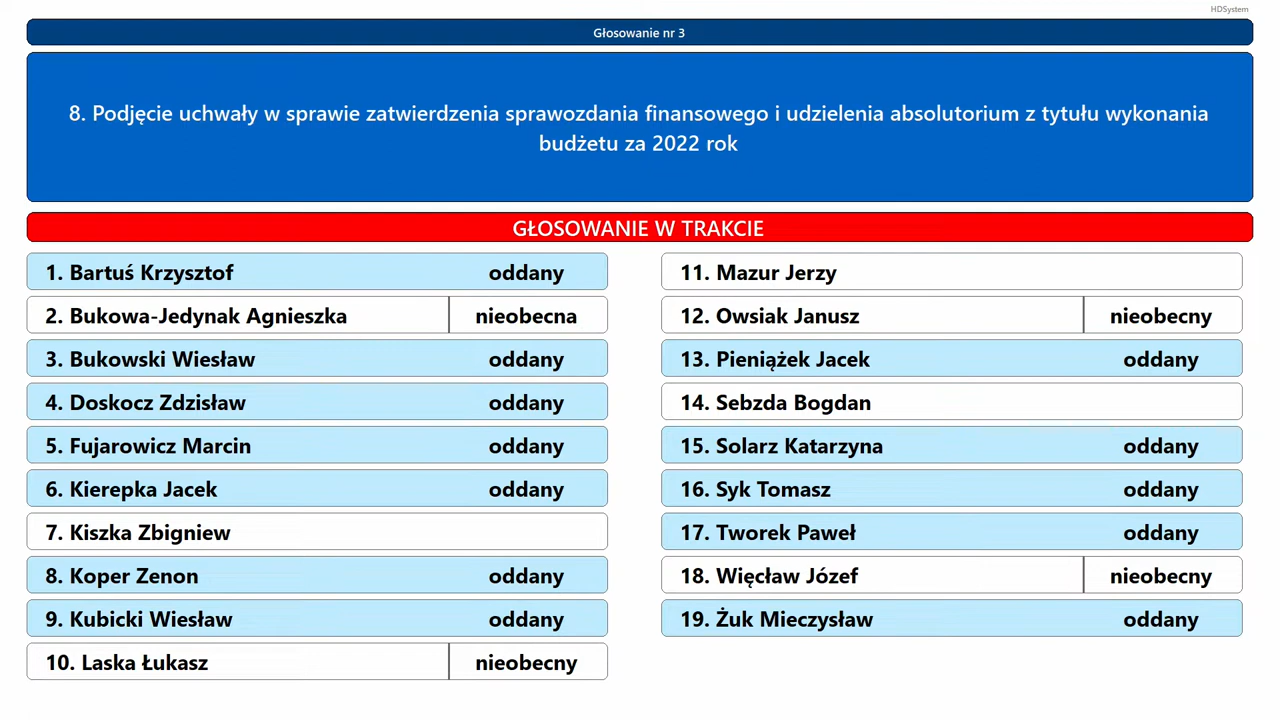 HDSystem
Głosowanie nr 3
8. Podjęcie uchwały w sprawie zatwierdzenia sprawozdania finansowego i udzielenia absolutorium z tytułu wykonania
budżetu za 2022 rok
GŁOSOWANIE W TRAKCIE
1. Bartuś Krzysztof oddany
2. Bukowa-Jedynak Agnieszka nieobecna
3. Bukowski Wiesław oddany
4. Doskocz Zdzisław oddany
5. Fujarowicz Marcin oddany
6. Kierepka Jacek oddany
7. Kiszka Zbigniew
8. Koper Zenon oddany
9. Kubicki Wiesław oddany
10. Laska Łukasz nieobecny
11. Mazur Jerzy
12. Owsiak Janusz nieobecny
13. Pieniążek Jacek oddany
14. Sebzda Bogdan
15. Solarz Katarzyna oddany
16. Syk Tomasz oddany
17. Tworek Paweł oddany
18. Więcław Józef nieobecny
19. Żuk Mieczysław oddany